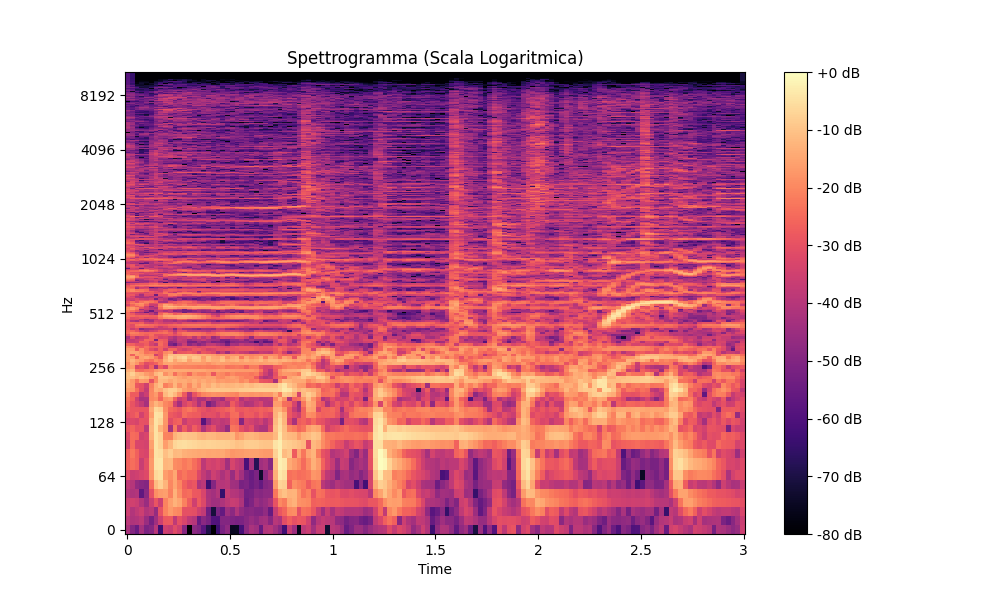 Spettrogramma (Scala Logaritmica)
Hz
8192
4096
2048
1024
512
256
128
64
0
0
0.5
1
1.5
2
2.5
3
Time
+0 dB
-10 dB
-20 dB
-30 dB
-40 dB
-50 dB
-60 dB
-70 dB
-80 dB